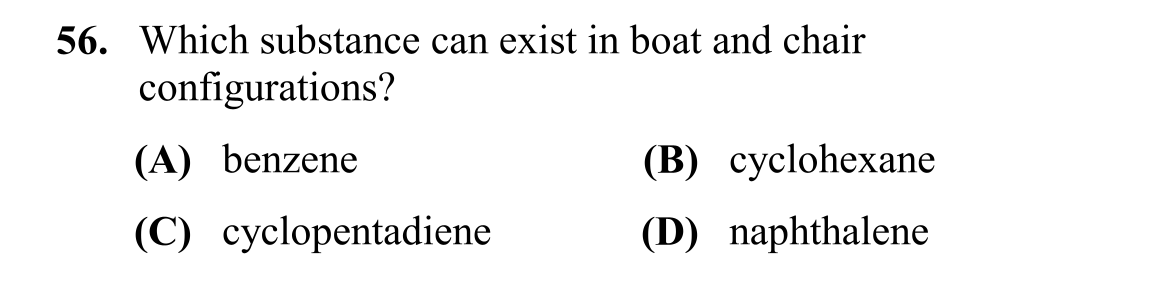 56. Which substance can exist in boat and chair
configurations?
(A) benzene (B) cyclohexane
(C) cyclopentadiene (D) naphthalene